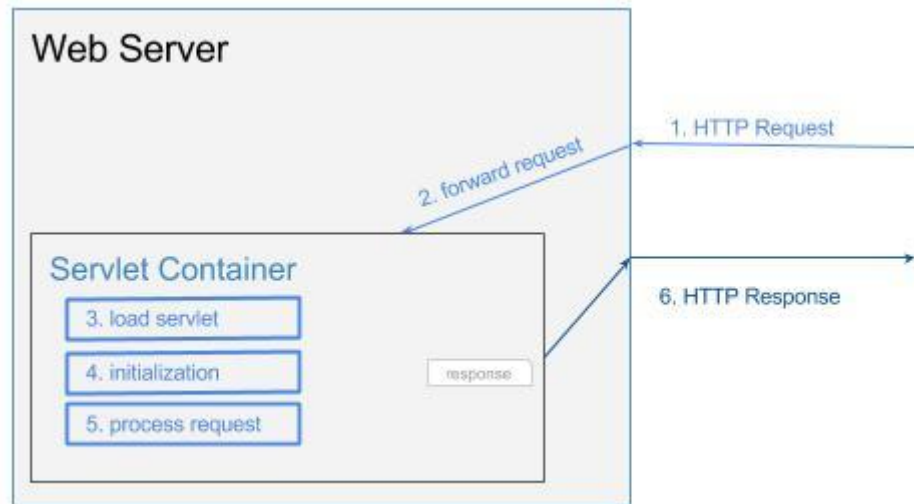 Web Server
1. HTTP Request
2. forward request
Servlet Container
3. load servlet
6. HTTP Response
4. initialization
response
5. process request